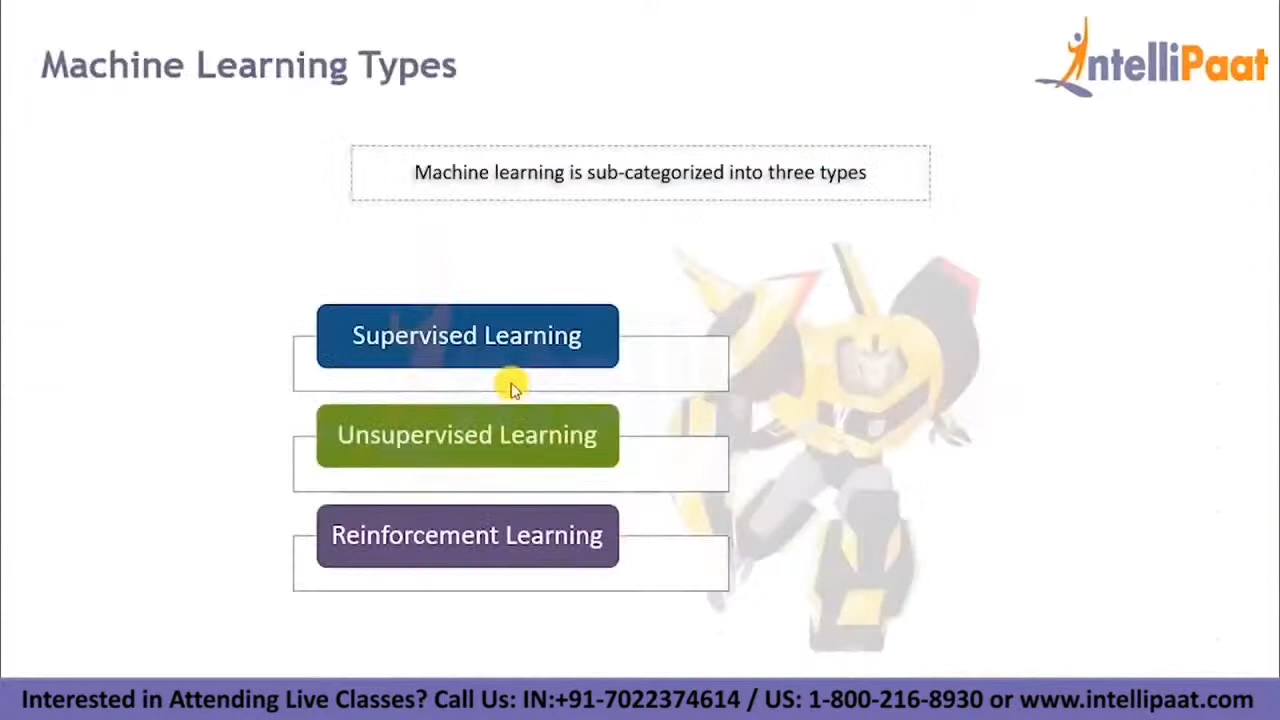 Machine Learning Types
IntelliPaat
Machine learning is sub-categorized into three types
Supervised Learning
Unsupervised Learning
Reinforcement Learning
Interested in Attending Live Classes? Call Us: IN:+91-7022374614 / US: 1-800-216-8930 or www.intellipaat.com